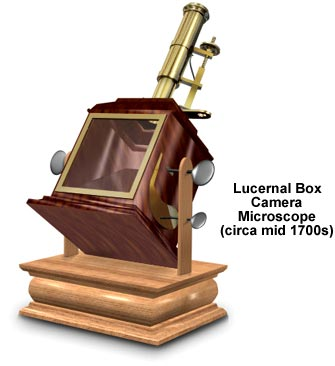 Lucernal Box
Camera
Microscope
(circa mid 1700s)